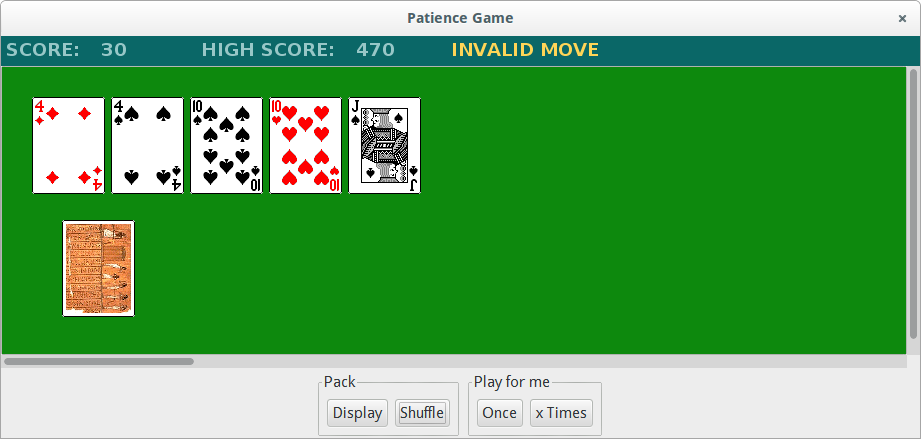 Patience Game
SCORE: 30 HIGH SCORE: 470 INVALID MOVE
4 4 10 10 J
4 4 10 10 J
Pack Play for me
Display Shuffle Once x Times